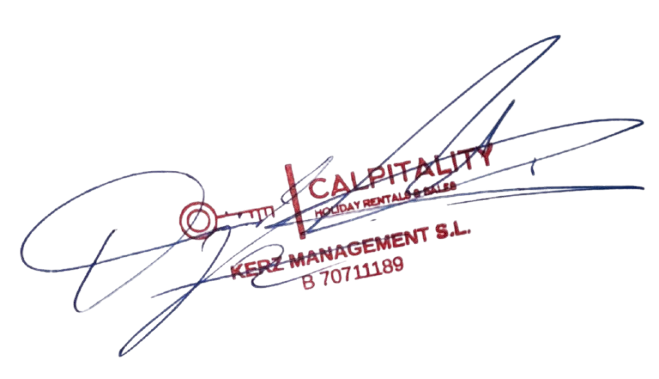 CALPITALITY
HOLIDAY RENTALS & SALES
KERZ MANAGEMENT S.L.
B 70711189